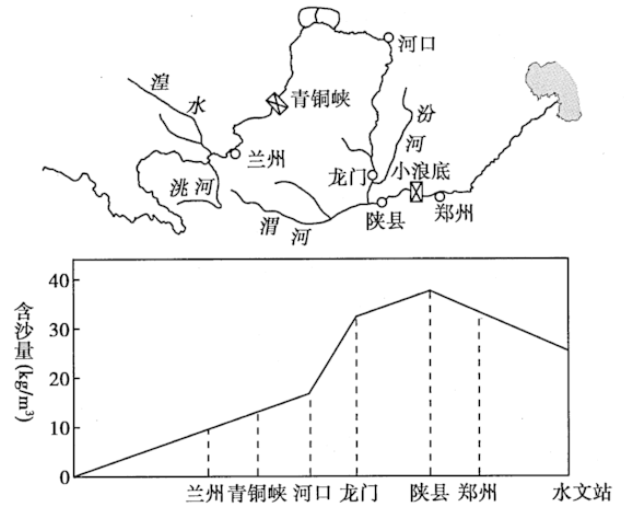 河口
湟
水
青铜峡
汾
河
兰州
龙门
小浪底
洮河
渭
河
陕县
郑州
含沙量(kg/m³)
40
30
20
10
0
兰州 青铜峡 河口 龙门 陕县 郑州 水文站